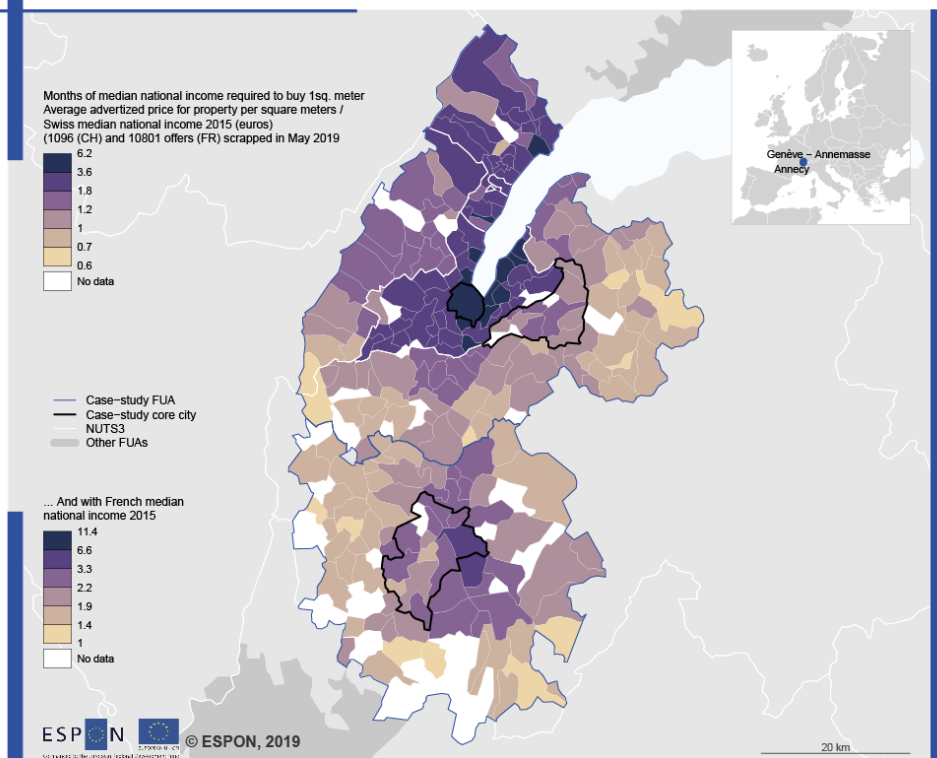 Months of median national income required to buy 1sq. meter
Average advertized price for property per square meters /
Swiss median national income 2015 (euros)
(1096 (CH) and 10801 offers (FR) scrapped in May 2019
6.2
3.6
1.8
1.2
1
0.7
0.6
No data
Genève – Annemasse
Annecy
Case–study FUA
Case–study core city
NUTS3
Other FUAs
... And with French median
national income 2015
11.4
6.6
3.3
2.2
1.9
1.4
1
No data
ESPON
© ESPON, 2019
20 km